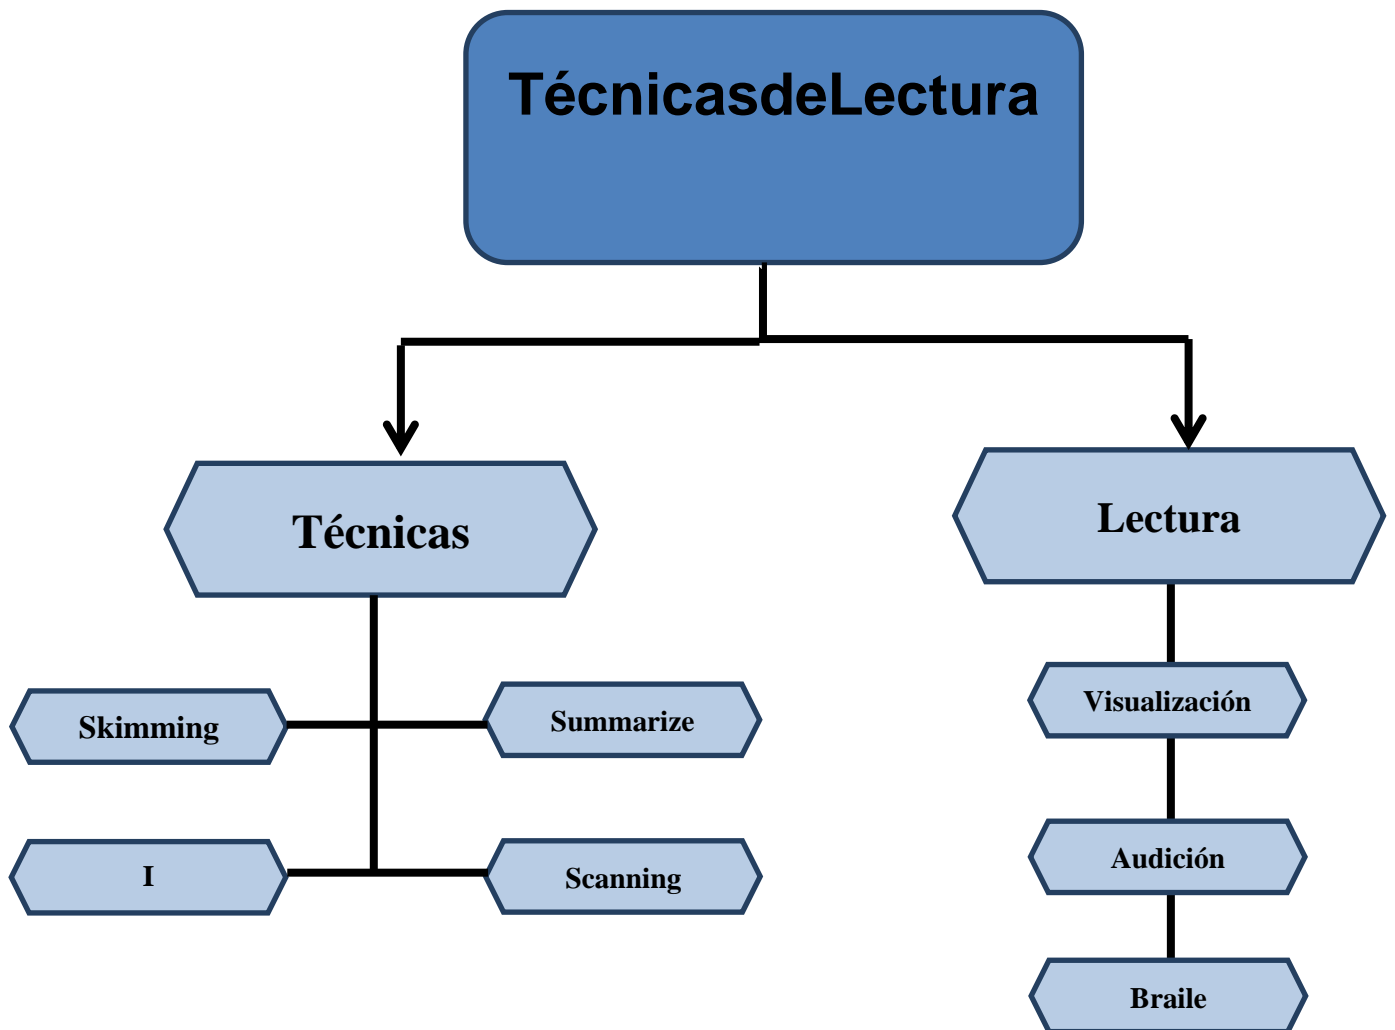 TécnicasdeLectura
Técnicas
Lectura
Skimming
Summarize
Visualización
I
Scanning
Audición
Braile